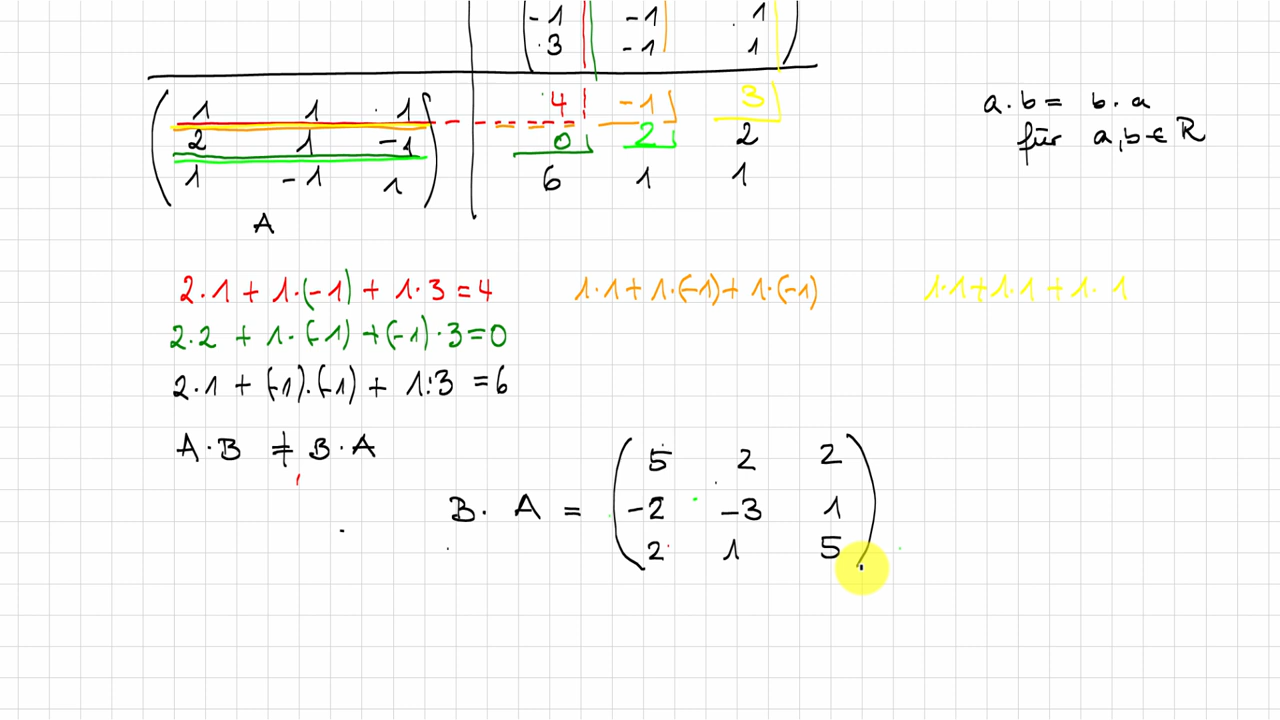 -1 -1 1
3 -1 1
1 1 1 4 -1 3
2 1 -1 0 2 2
1 -1 1 6 1 1
A
a·b = b·a
für a,b ∈ ℝ
2·1 + 1·(-1) + 1·3 = 4
1·1 + 1·(-1) + 1·(-1)
1·1 + 1·1 + 1·1
2·2 + 1·(-1) + (-1)·3 = 0
2·1 + (-1)·(-1) + 1·3 = 6
A·B ≠ B·A
5 2 2
B· A = -2 -3 1
2 1 5